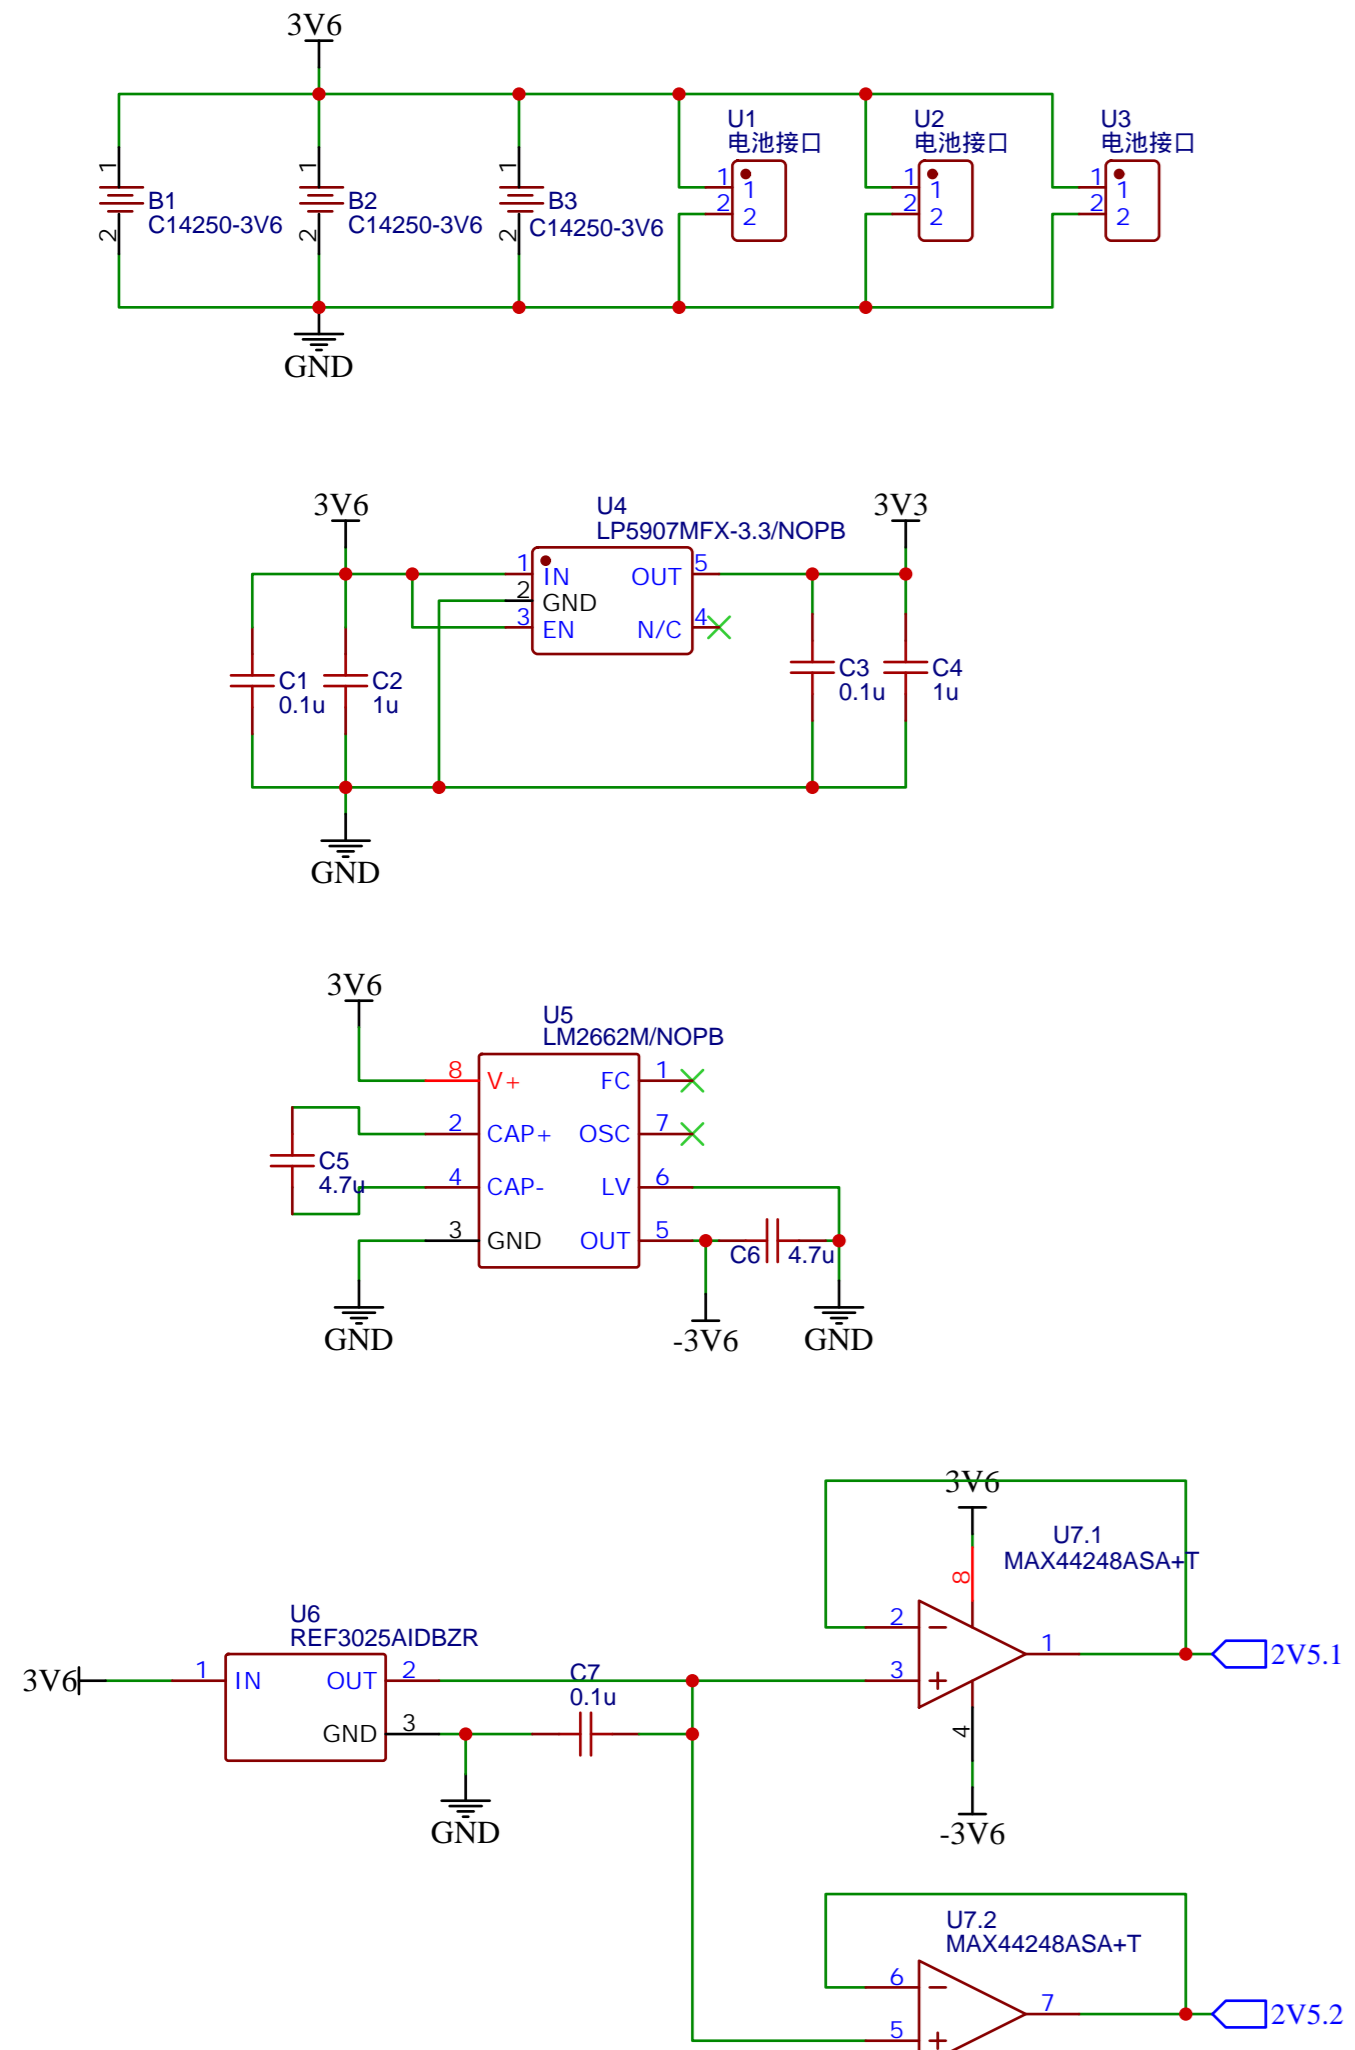 3V6
1
2
B1
C14250-3V6
1
2
B2
C14250-3V6
1
2
B3
C14250-3V6
U1
电池接口
1
2
1
2
U2
电池接口
1
2
1
2
U3
电池接口
1
2
1
2
GND
3V6
U4
LP5907MFX-3.3/NOPB
3V3
1
IN
2
GND
3
EN
OUT
5
N/C
4
C1
0.1u
C2
1u
C3
0.1u
C4
1u
GND
3V6
U5
LM2662M/NOPB
8
V+
FC
1
2
CAP+
OSC
7
C5
4.7u
4
CAP-
LV
6
3
GND
OUT
5
C6
4.7u
GND
-3V6
GND
3V6
U7.1
MAX44248ASA+T
8
2
1
2V5.1
3
4
-3V6
U6
REF3025AIDBZR
3V6
1
IN
OUT
2
GND
3
C7
0.1u
GND
U7.2
MAX44248ASA+T
6
7
2V5.2
5